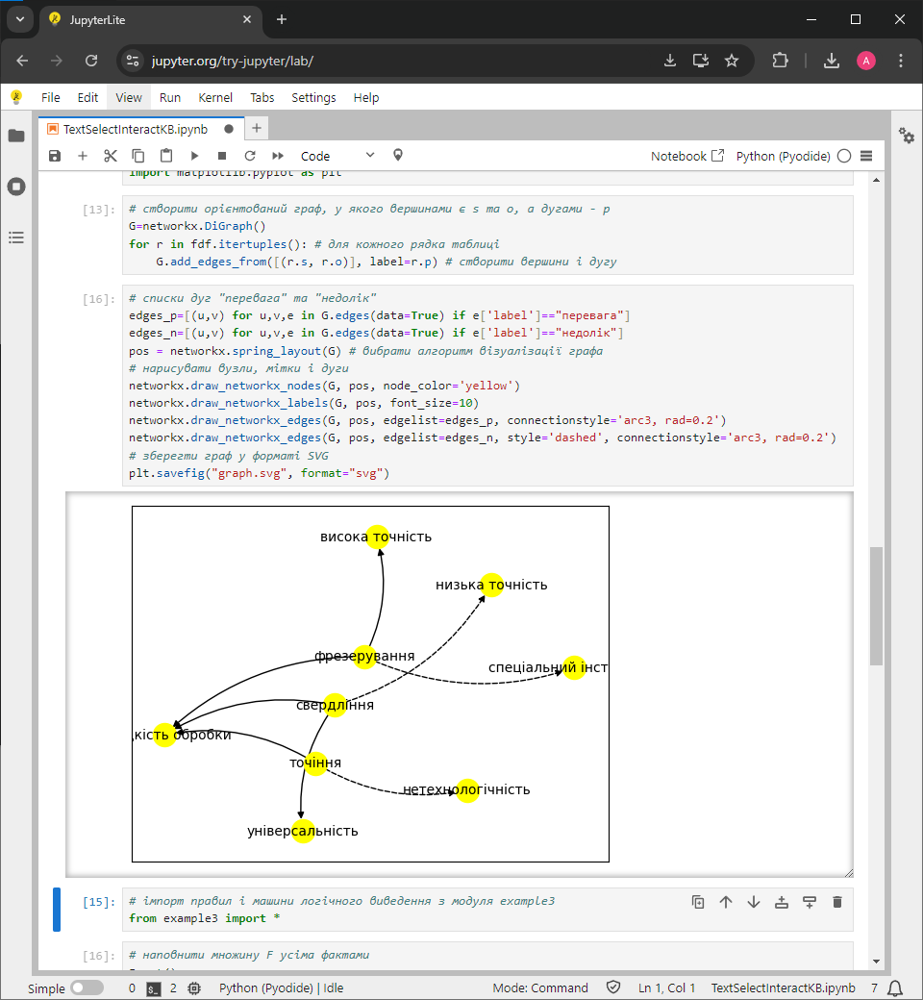 JupyterLite
jupyter.org/try-jupyter/lab/
A
File Edit View Run Kernel Tabs Settings Help
TextSelectInteractKB.ipynb
Code
Notebook
Python (Pyodide)
import matplotlib.pyplot as plt
[13]:
# створити орієнтований граф, у якого вершинами є s та o, а дугами - p
G=networkx.DiGraph()
for r in fdf.itertuples(): # для кожного рядка таблиці
    G.add_edges_from([(r.s, r.o)], label=r.p) # створити вершини і дугу
[16]:
# списки дуг "перевага" та "недолік"
edges_p=[(u,v) for u,v,e in G.edges(data=True) if e['label']=="перевага"]
edges_n=[(u,v) for u,v,e in G.edges(data=True) if e['label']=="недолік"]
pos = networkx.spring_layout(G) # вибрати алгоритм візуалізації графа
# нарисувати вузли, мітки і дуги
networkx.draw_networkx_nodes(G, pos, node_color='yellow')
networkx.draw_networkx_labels(G, pos, font_size=10)
networkx.draw_networkx_edges(G, pos, edgelist=edges_p, connectionstyle='arc3, rad=0.2')
networkx.draw_networkx_edges(G, pos, edgelist=edges_n, style='dashed', connectionstyle='arc3, rad=0.2')
# зберегти граф у форматі SVG
plt.savefig("graph.svg", format="svg")
висока точність
низька точність
фрезерування
спеціальний інст
свердління
кість обробки
точіння
нетехнологічність
універсальність
[15]:
# імпорт правил і машини логічного виведення з модуля example3
from example3 import *
[16]:
# наповнити множину F усіма фактами
Simple 0 2 Python (Pyodide) | Idle Mode: Command Ln 1, Col 1 TextSelectInteractKB.ipynb 7